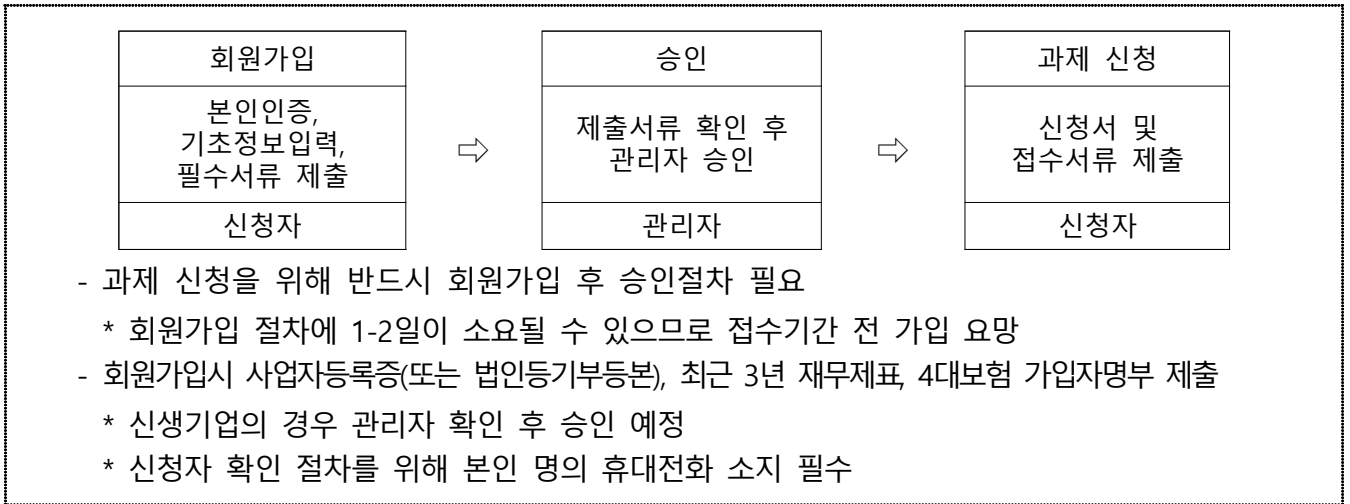 회원가입
본인인증,
기초정보입력,
필수서류 제출
신청자
⇨
승인
제출서류 확인 후
관리자 승인
관리자
⇨
과제 신청
신청서 및
접수서류 제출
신청자
- 과제 신청을 위해 반드시 회원가입 후 승인절차 필요
* 회원가입 절차에 1-2일이 소요될 수 있으므로 접수기간 전 가입 요망
- 회원가입시 사업자등록증(또는 법인등기부등본), 최근 3년 재무제표, 4대보험 가입자명부 제출
* 신생기업의 경우 관리자 확인 후 승인 예정
* 신청자 확인 절차를 위해 본인 명의 휴대전화 소지 필수